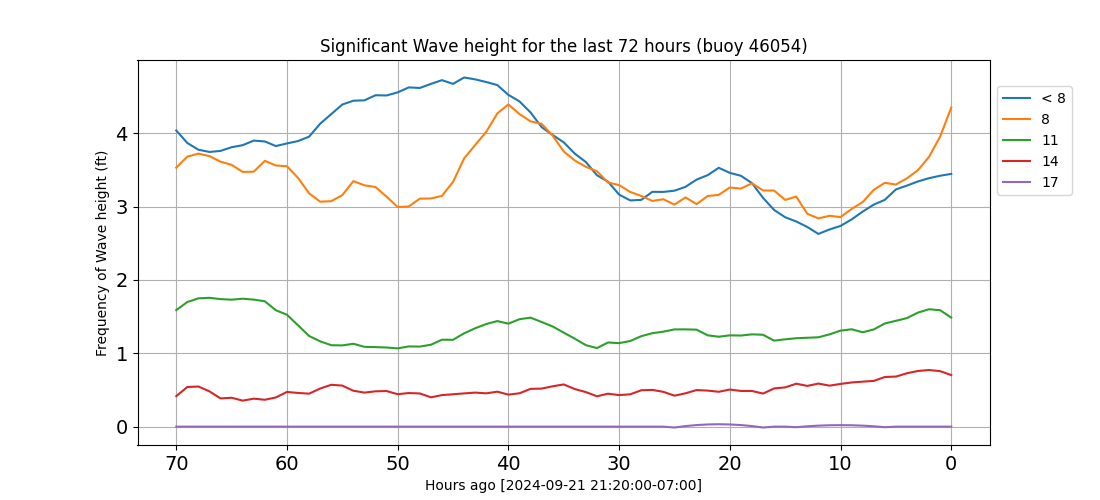 Significant Wave height for the last 72 hours (buoy 46054)
Frequency of Wave height (ft)
4
3
2
1
0
70 60 50 40 30 20 10 0
Hours ago [2024-09-21 21:20:00-07:00]
< 8
8
11
14
17